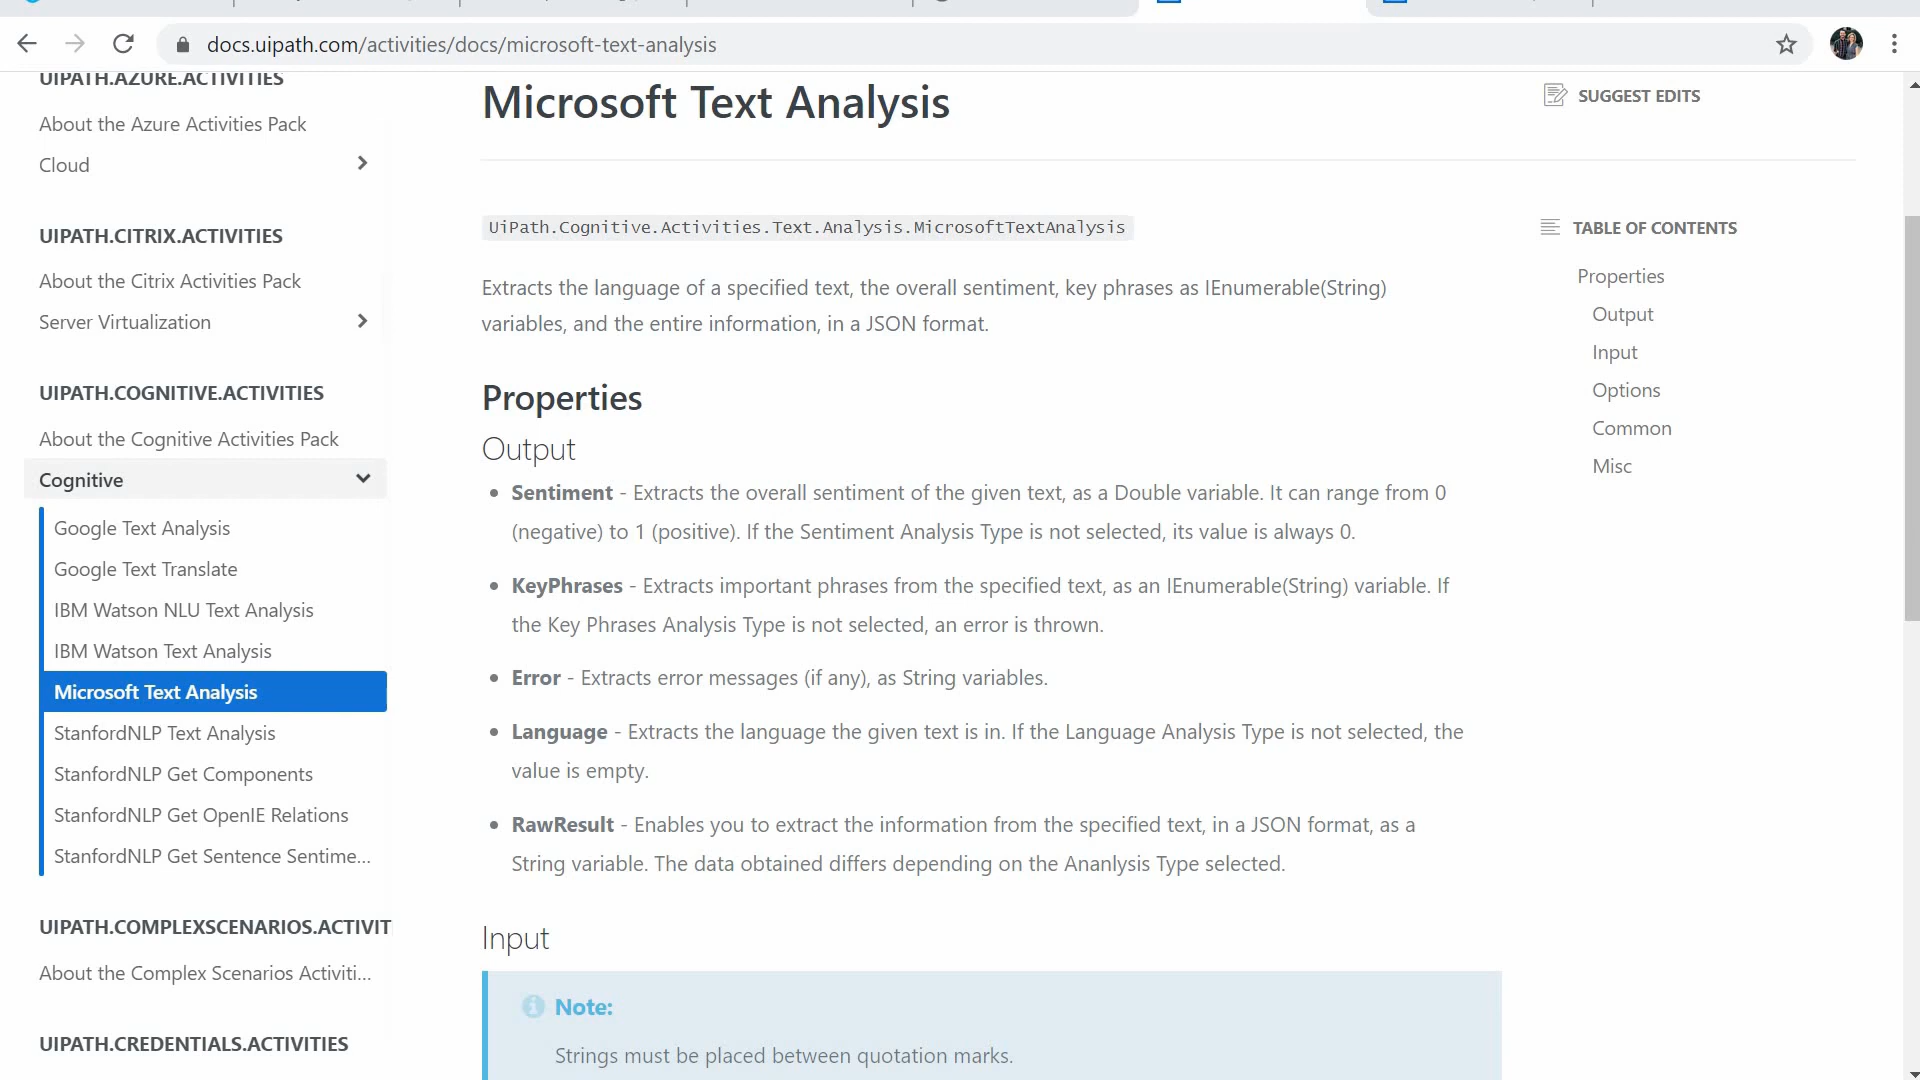 docs.uipath.com/activities/docs/microsoft-text-analysis
UIPATH.AZURE.ACTIVITIES
About the Azure Activities Pack
Cloud
UIPATH.CITRIX.ACTIVITIES
About the Citrix Activities Pack
Server Virtualization
UIPATH.COGNITIVE.ACTIVITIES
About the Cognitive Activities Pack
Cognitive
Google Text Analysis
Google Text Translate
IBM Watson NLU Text Analysis
IBM Watson Text Analysis
Microsoft Text Analysis
StanfordNLP Text Analysis
StanfordNLP Get Components
StanfordNLP Get OpenIE Relations
StanfordNLP Get Sentence Sentime...
UIPATH.COMPLEXSCENARIOS.ACTIVIT
About the Complex Scenarios Activiti...
UIPATH.CREDENTIALS.ACTIVITIES
Microsoft Text Analysis
UiPath.Cognitive.Activities.Text.Analysis.MicrosoftTextAnalysis
Extracts the language of a specified text, the overall sentiment, key phrases as IEnumerable(String)
variables, and the entire information, in a JSON format.
Properties
Output
• Sentiment - Extracts the overall sentiment of the given text, as a Double variable. It can range from 0
(negative) to 1 (positive). If the Sentiment Analysis Type is not selected, its value is always 0.
• KeyPhrases - Extracts important phrases from the specified text, as an IEnumerable(String) variable. If
the Key Phrases Analysis Type is not selected, an error is thrown.
• Error - Extracts error messages (if any), as String variables.
• Language - Extracts the language the given text is in. If the Language Analysis Type is not selected, the
value is empty.
• RawResult - Enables you to extract the information from the specified text, in a JSON format, as a
String variable. The data obtained differs depending on the Ananlysis Type selected.
Input
Note:
Strings must be placed between quotation marks.
SUGGEST EDITS
TABLE OF CONTENTS
Properties
Output
Input
Options
Common
Misc